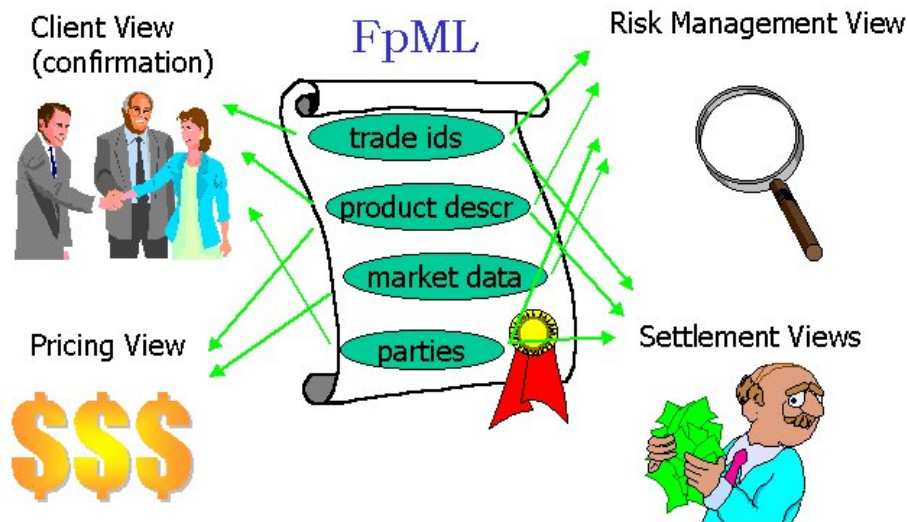 Client View
(confirmation)
FpML
Risk Management View
trade ids
product descr
market data
parties
Pricing View
Settlement Views
$$$